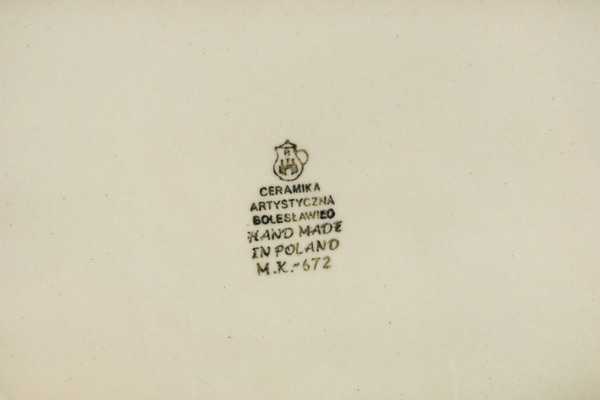 B
CERAMIKA
ARTYSTYCZNA
BOLESŁAWIEC
HAND MADE
IN POLAND
M.K.-672